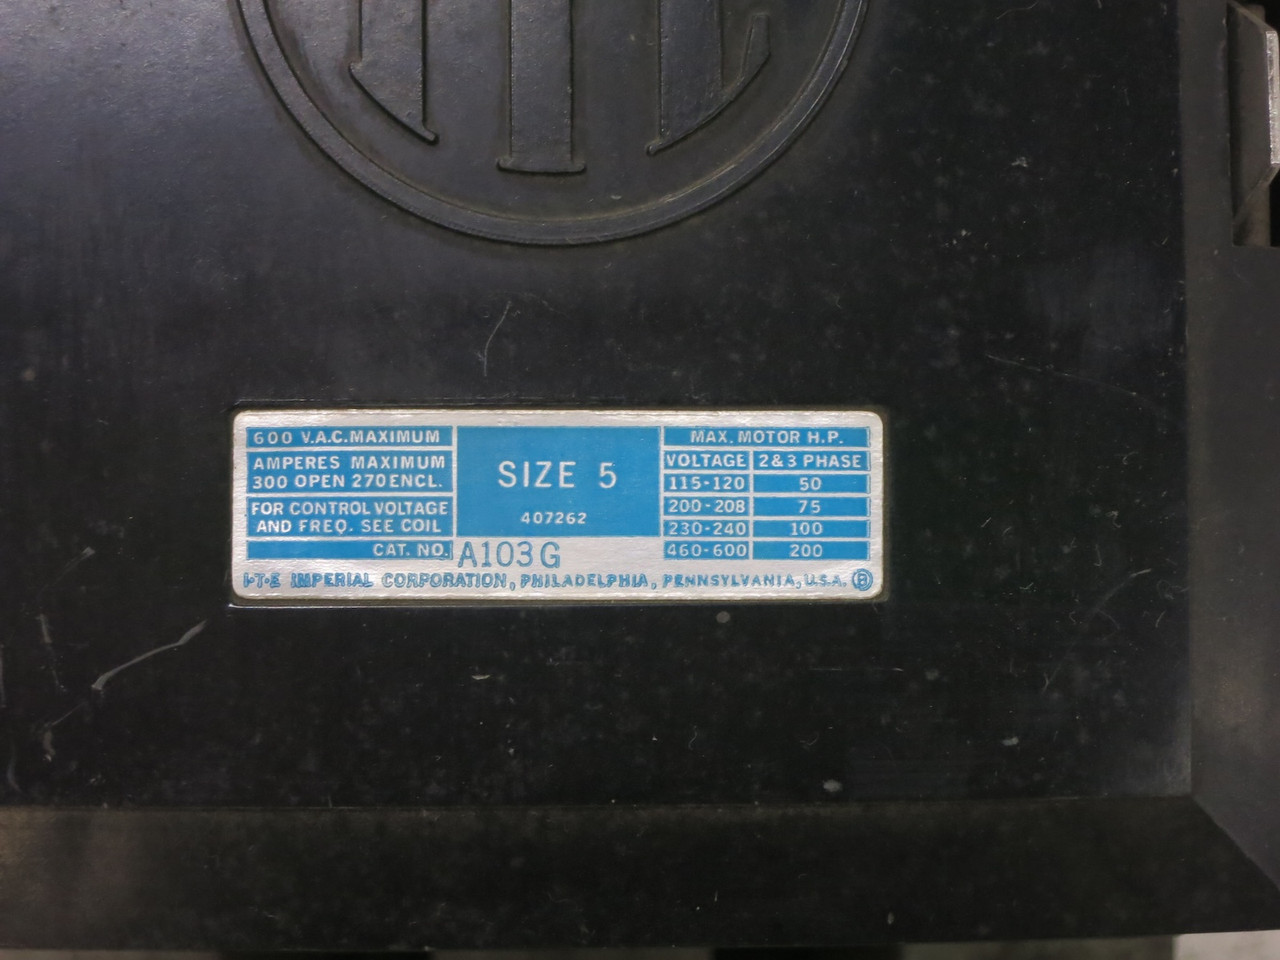 ITE
600 V.A.C. MAXIMUM
AMPERES MAXIMUM
300 OPEN 270 ENCL.
FOR CONTROL VOLTAGE
AND FREQ. SEE COIL
CAT. NO. A103G
SIZE 5
407262
MAX. MOTOR H.P.
VOLTAGE 2&3 PHASE
115-120 50
200-208 75
230-240 100
460-600 200
I-T-E IMPERIAL CORPORATION, PHILADELPHIA, PENNSYLVANIA, U.S.A.